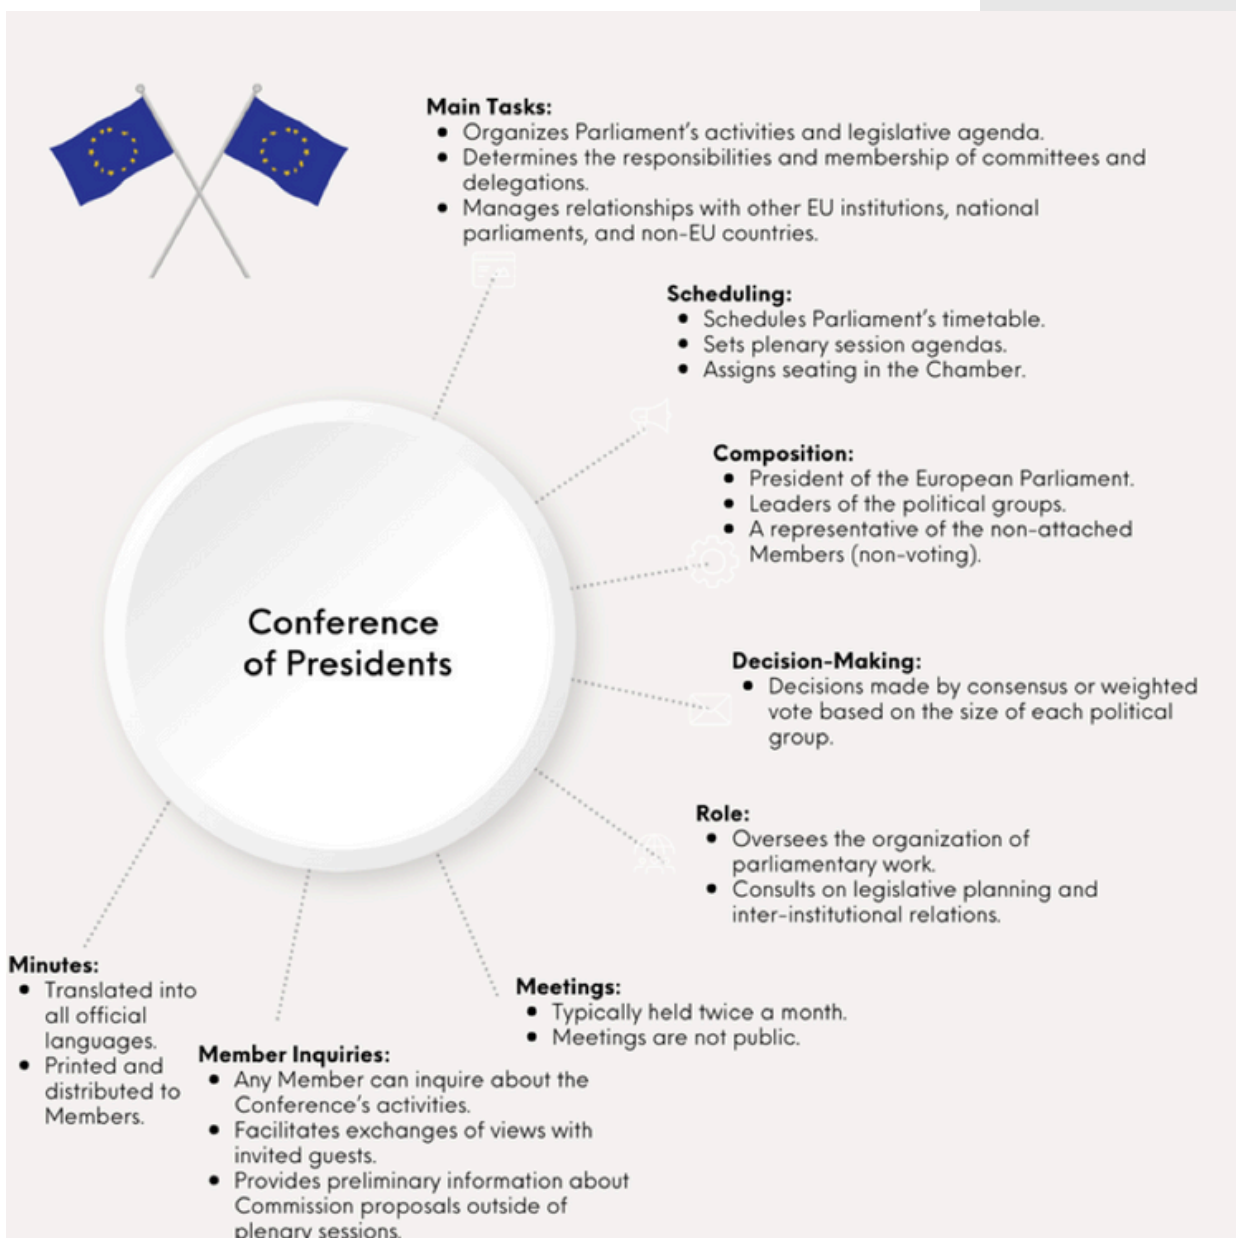 Main Tasks:
• Organizes Parliament's activities and legislative agenda.
• Determines the responsibilities and membership of committees and
delegations.
• Manages relationships with other EU institutions, national
parliaments, and non-EU countries.
Scheduling:
• Schedules Parliament's timetable.
• Sets plenary session agendas.
• Assigns seating in the Chamber.
Composition:
• President of the European Parliament.
• Leaders of the political groups.
• A representative of the non-attached
Members (non-voting).
Conference
of Presidents
Decision-Making:
• Decisions made by consensus or weighted
vote based on the size of each political
group.
Role:
• Oversees the organization of
parliamentary work.
• Consults on legislative planning and
inter-institutional relations.
Meetings:
• Typically held twice a month.
• Meetings are not public.
Member Inquiries:
• Any Member can inquire about the
Conference's activities.
• Facilitates exchanges of views with
invited guests.
• Provides preliminary information about
Commission proposals outside of
plenary sessions.
Minutes:
• Translated into
all official
languages.
• Printed and
distributed to
Members.